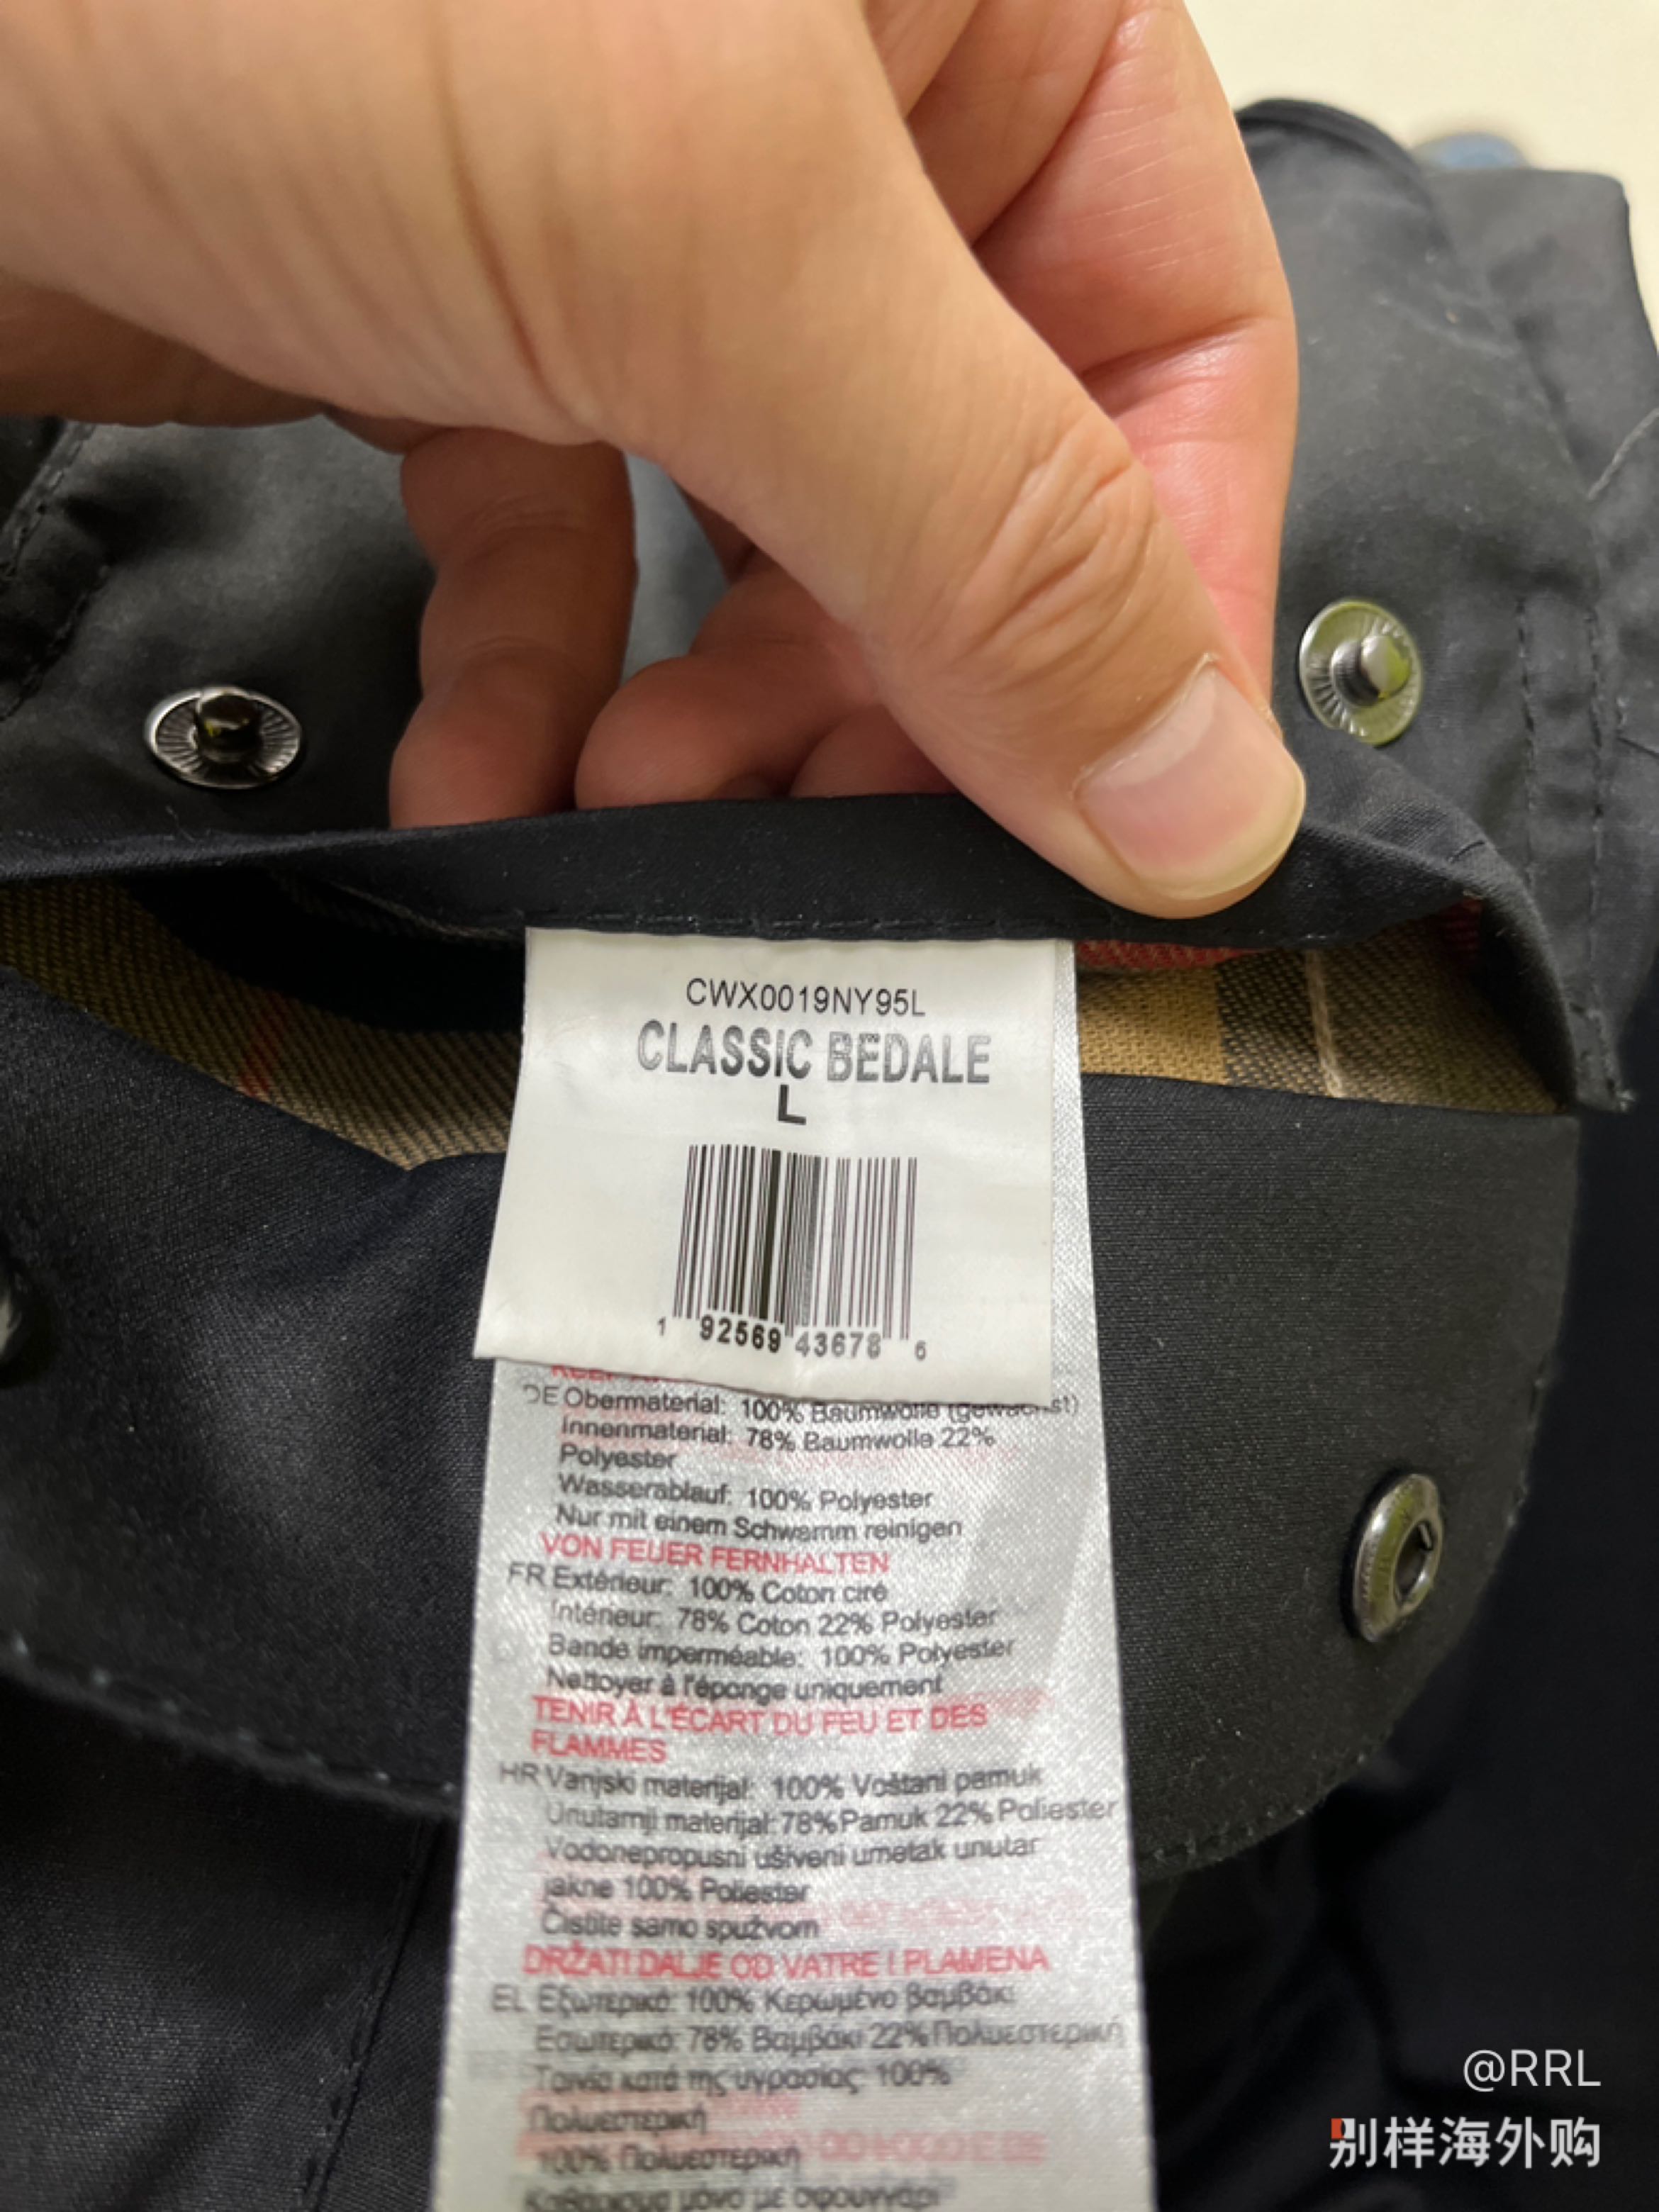 CWX0019NY95L
CLASSIC BEDALE
L
1 92569 43678 6
DE Obermaterial: 100% Baumwolle (gewachst)
Innenmaterial: 78% Baumwolle 22%
Polyester
Wasserablauf: 100% Polyester
Nur mit einem Schwamm reinigen
VON FEUER FERNHALTEN
FR Extérieur: 100% Coton ciré
Intérieur: 78% Coton 22% Polyester
Bande imperméable: 100% Polyester
Nettoyer à l'éponge uniquement
TENIR À L'ÉCART DU FEU ET DES
FLAMMES
HR Vanjski materijal: 100% Voštani pamuk
Unutarnji materijal: 78% Pamuk 22% Poliester
Vodonepropusni ušiveni umetak unutar
jakne 100% Poliester
Čistite samo spužvom
DRŽATI DALJE OD VATRE I PLAMENA
EL Εξωτερικό: 100% Κερωμένο βαμβάκι
Εσωτερικό: 78% Βαμβάκι 22% Πολυεστερική
Ταινία κατά της υγρασίας: 100%
Πολυεστερική
100% Πολυεστερική
Καθάρισμα μόνο με σφουγγάρι
@RRL
别样海外购